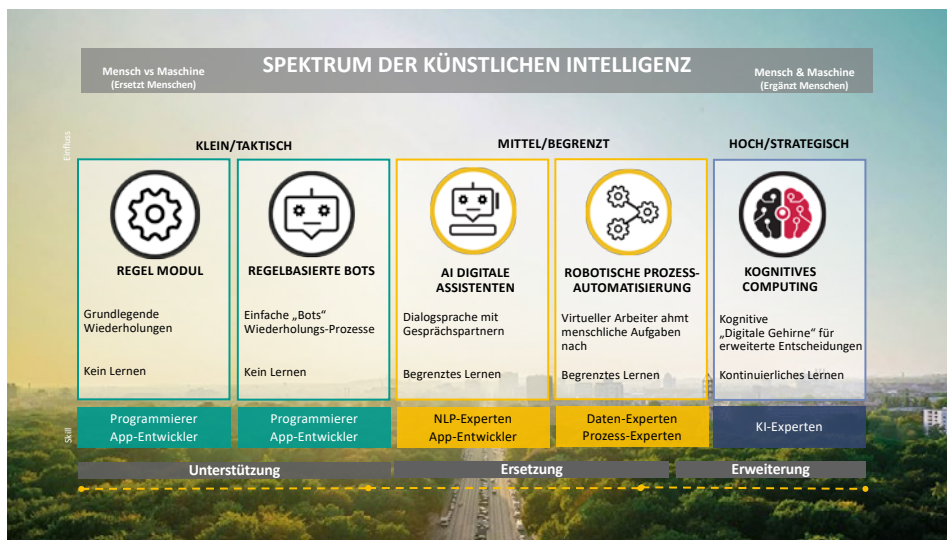 SPEKTRUM DER KÜNSTLICHEN INTELLIGENZ
Mensch vs Maschine
(Ersetzt Menschen)
Mensch & Maschine
(Ergänzt Menschen)
Einfluss
KLEIN/TAKTISCH
MITTEL/BEGRENZT
HOCH/STRATEGISCH
REGEL MODUL
Grundlegende
Wiederholungen
Kein Lernen
REGELBASIERTE BOTS
Einfache „Bots"
Wiederholungs-Prozesse
Kein Lernen
AI DIGITALE
ASSISTENTEN
Dialogsprache mit
Gesprächspartnern
Begrenztes Lernen
ROBOTISCHE PROZESS-
AUTOMATISIERUNG
Virtueller Arbeiter ahmt
menschliche Aufgaben
nach
Begrenztes Lernen
KOGNITIVES
COMPUTING
Kognitive
„Digitale Gehirne" für
erweiterte Entscheidungen
Kontinuierliches Lernen
Skill
Programmierer
App-Entwickler
Programmierer
App-Entwickler
NLP-Experten
App-Entwickler
Daten-Experten
Prozess-Experten
KI-Experten
Unterstützung
Ersetzung
Erweiterung